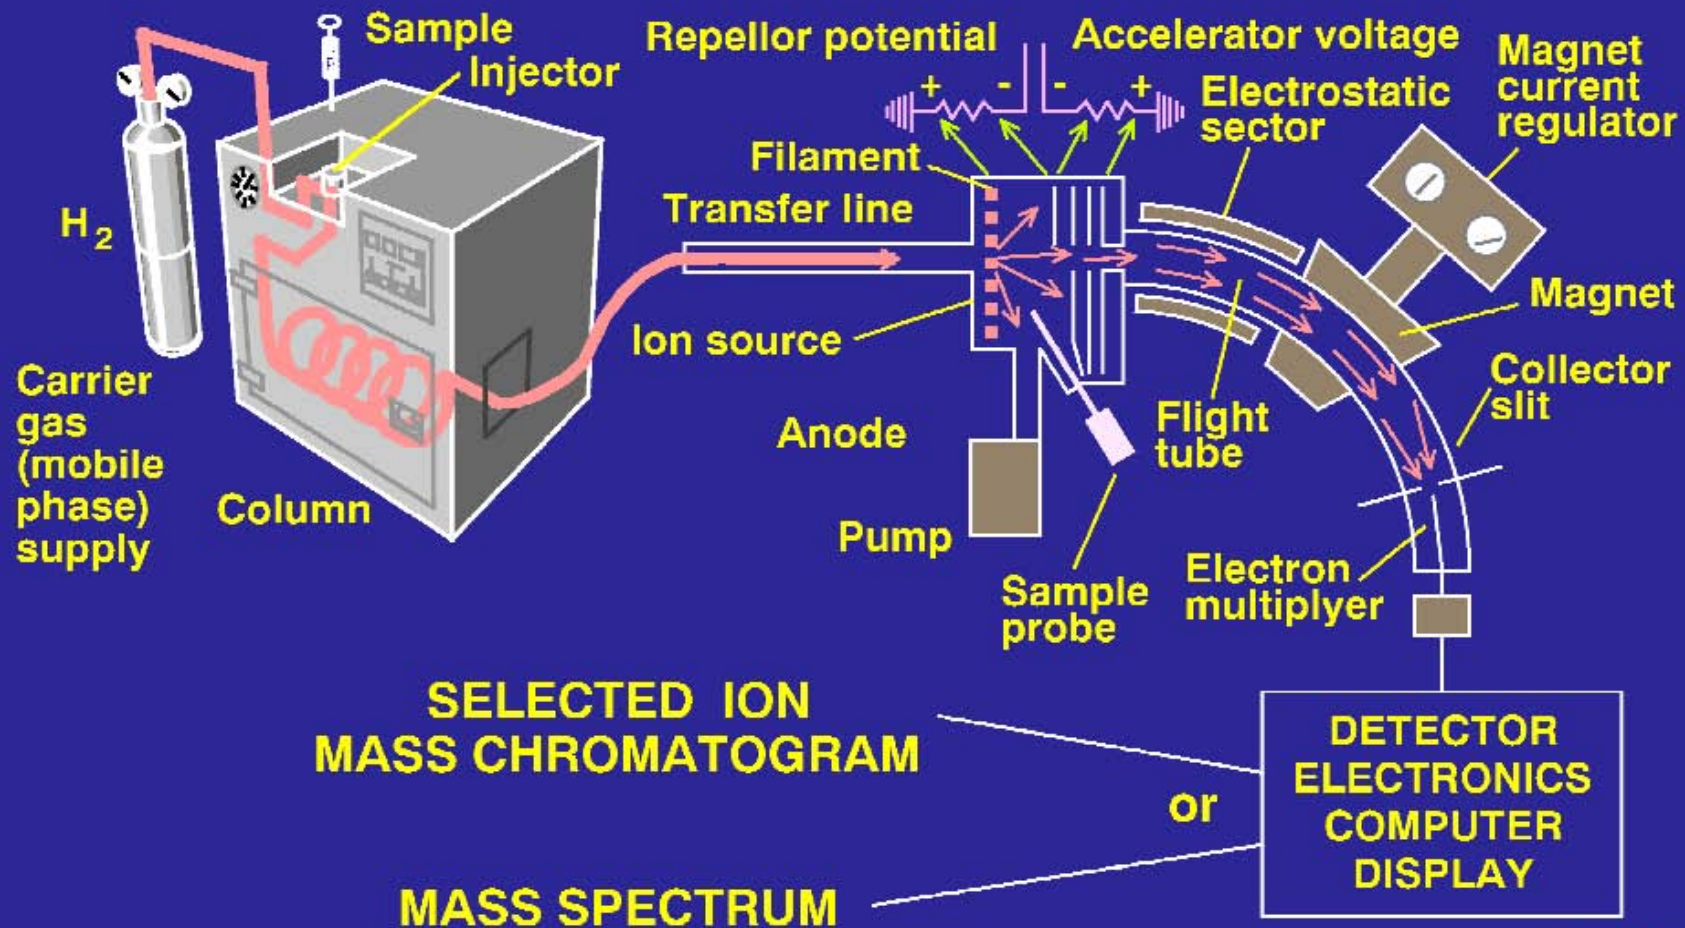 Sample
Injector
Repellor potential
Accelerator voltage
Magnet
current
regulator
+ - - +
Electrostatic
sector
Filament
Transfer line
H2
Ion source
Magnet
Carrier
gas
(mobile
phase)
supply
Column
Anode
Flight
tube
Collector
slit
Pump
Sample
probe
Electron
multiplyer
SELECTED ION
MASS CHROMATOGRAM
or
MASS SPECTRUM
DETECTOR
ELECTRONICS
COMPUTER
DISPLAY